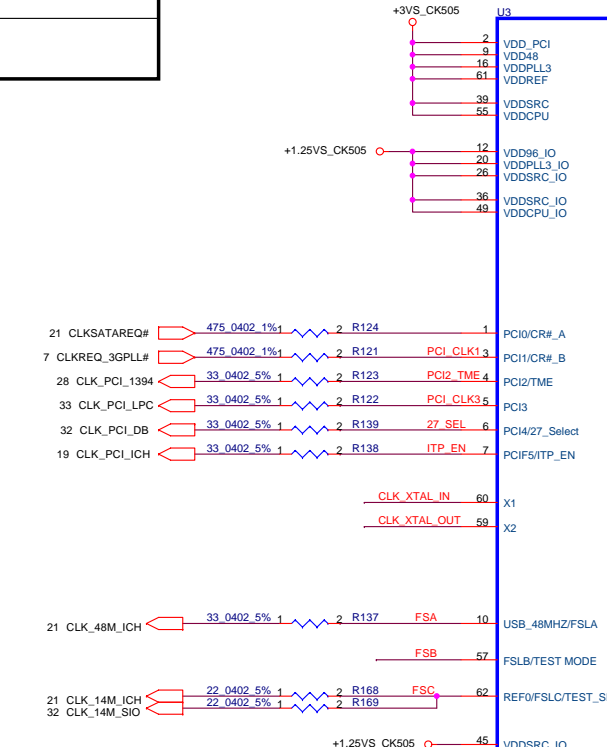 +3VS_CK505
U3
2 VDD_PCI
9 VDD48
16 VDDPLL3
61 VDDREF
39 VDDSRC
55 VDDCPU
+1.25VS_CK505
12 VDD96_IO
20 VDDPLL3_IO
26 VDDSRC_IO
36 VDDSRC_IO
49 VDDCPU_IO
21 CLKSATAREQ# 475_0402_1% 1 2 R124 1 PCI0/CR#_A
7 CLKREQ_3GPLL# 475_0402_1% 1 2 R121 PCI_CLK1 3 PCI1/CR#_B
28 CLK_PCI_1394 33_0402_5% 1 2 R123 PCI2_TME 4 PCI2/TME
33 CLK_PCI_LPC 33_0402_5% 1 2 R122 PCI_CLK3 5 PCI3
32 CLK_PCI_DB 33_0402_5% 1 2 R139 27_SEL 6 PCI4/27_Select
19 CLK_PCI_ICH 33_0402_5% 1 2 R138 ITP_EN 7 PCIF5/ITP_EN
CLK_XTAL_IN 60 X1
CLK_XTAL_OUT 59 X2
21 CLK_48M_ICH 33_0402_5% 1 2 R137 FSA 10 USB_48MHZ/FSLA
FSB 57 FSLB/TEST MODE
21 CLK_14M_ICH 22_0402_5% 1 2 R168 FSC 62 REF0/FSLC/TEST_S
32 CLK_14M_SIO 22_0402_5% 1 2 R169
+1.25VS_CK505 45 VDDSRC_IO